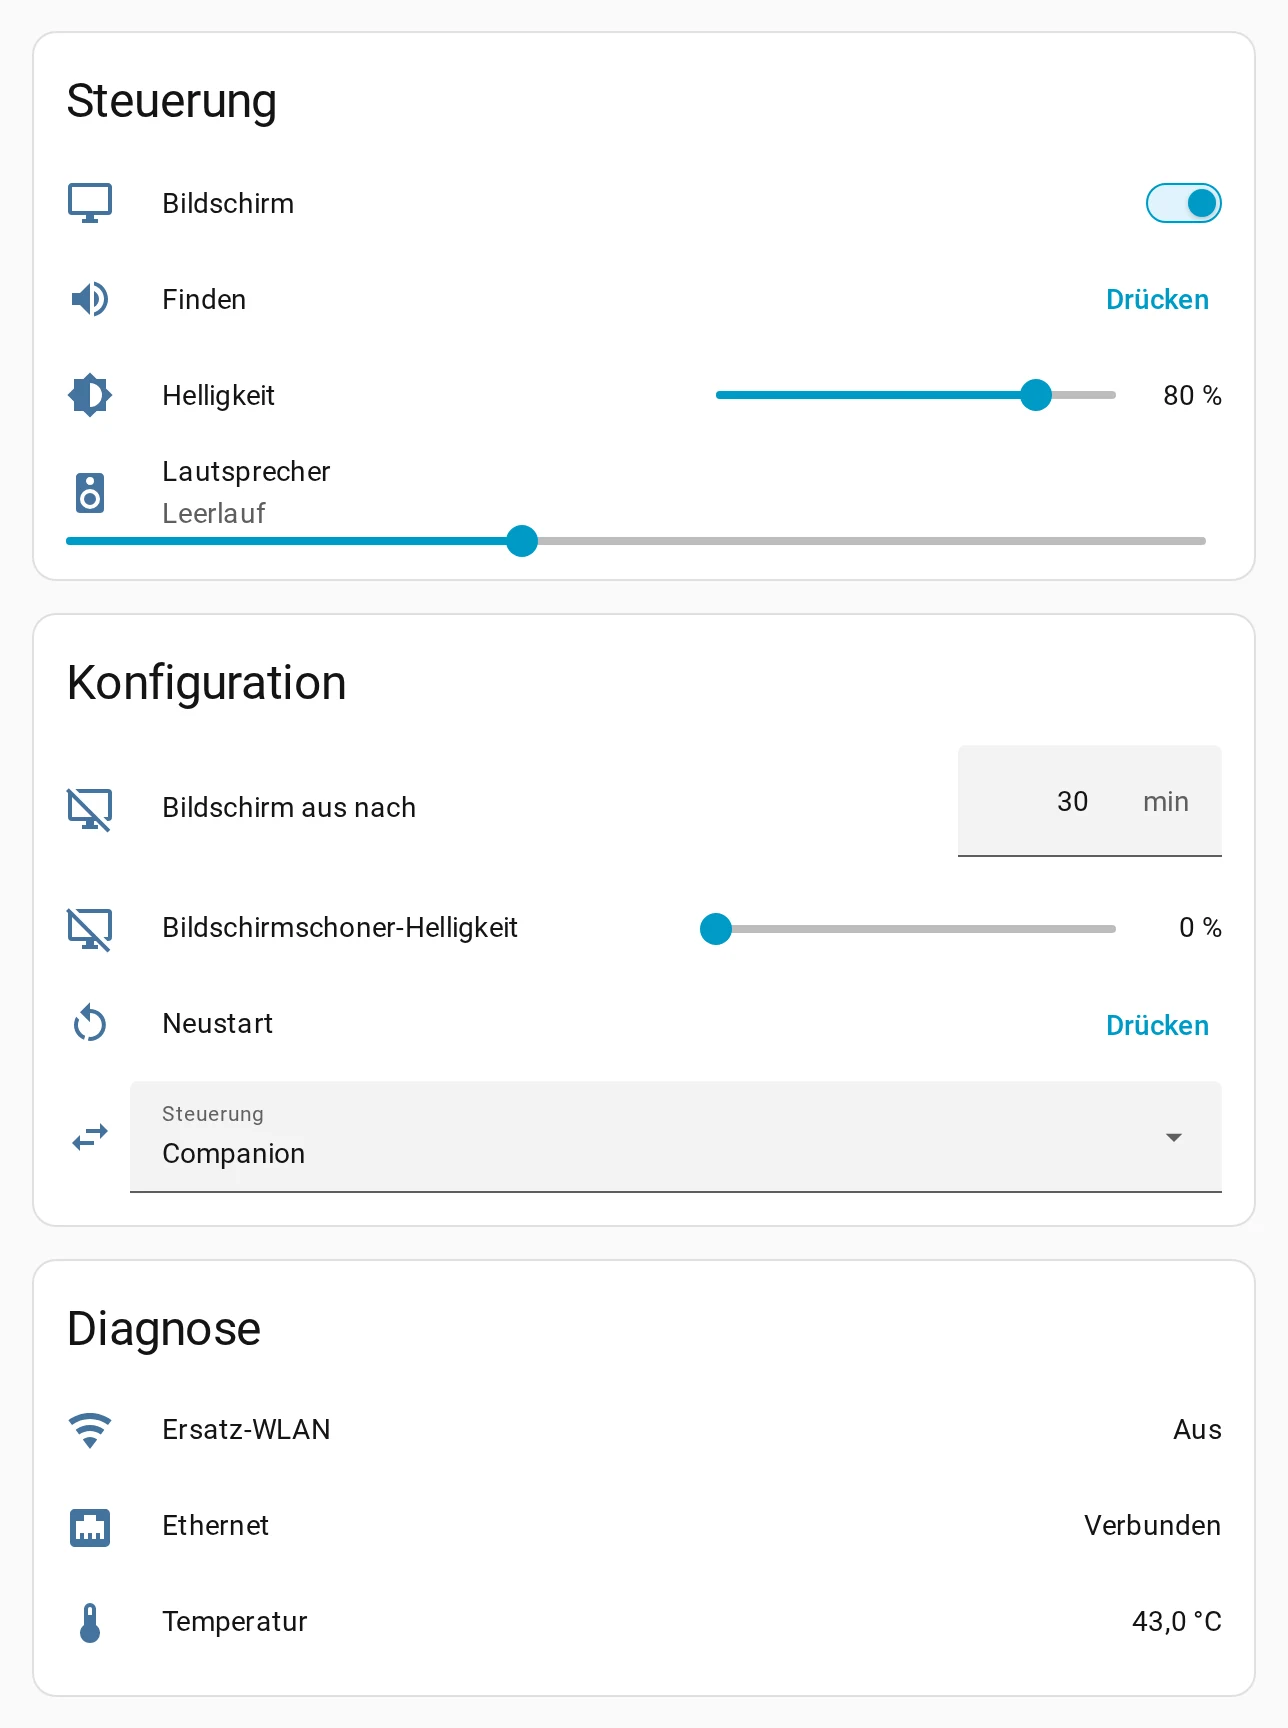 Steuerung
Bildschirm
Finden Drücken
Helligkeit 80 %
Lautsprecher
Leerlauf
Konfiguration
Bildschirm aus nach 30 min
Bildschirmschoner-Helligkeit 0 %
Neustart Drücken
Steuerung
Companion
Diagnose
Ersatz-WLAN Aus
Ethernet Verbunden
Temperatur 43,0 °C